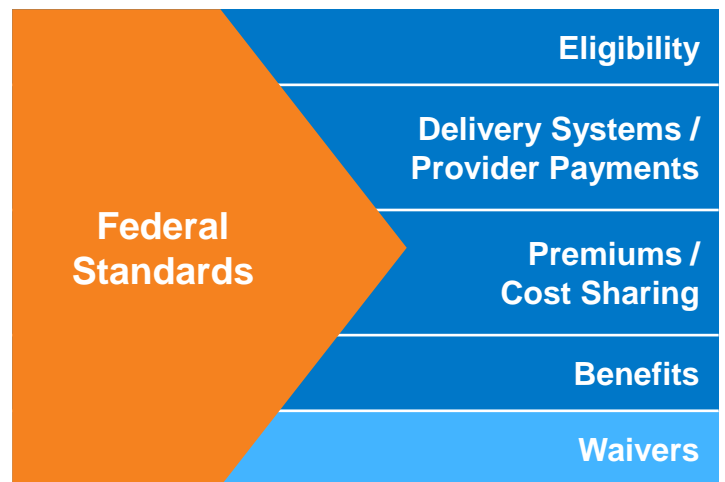 Federal
Standards
Eligibility
Delivery Systems /
Provider Payments
Premiums /
Cost Sharing
Benefits
Waivers